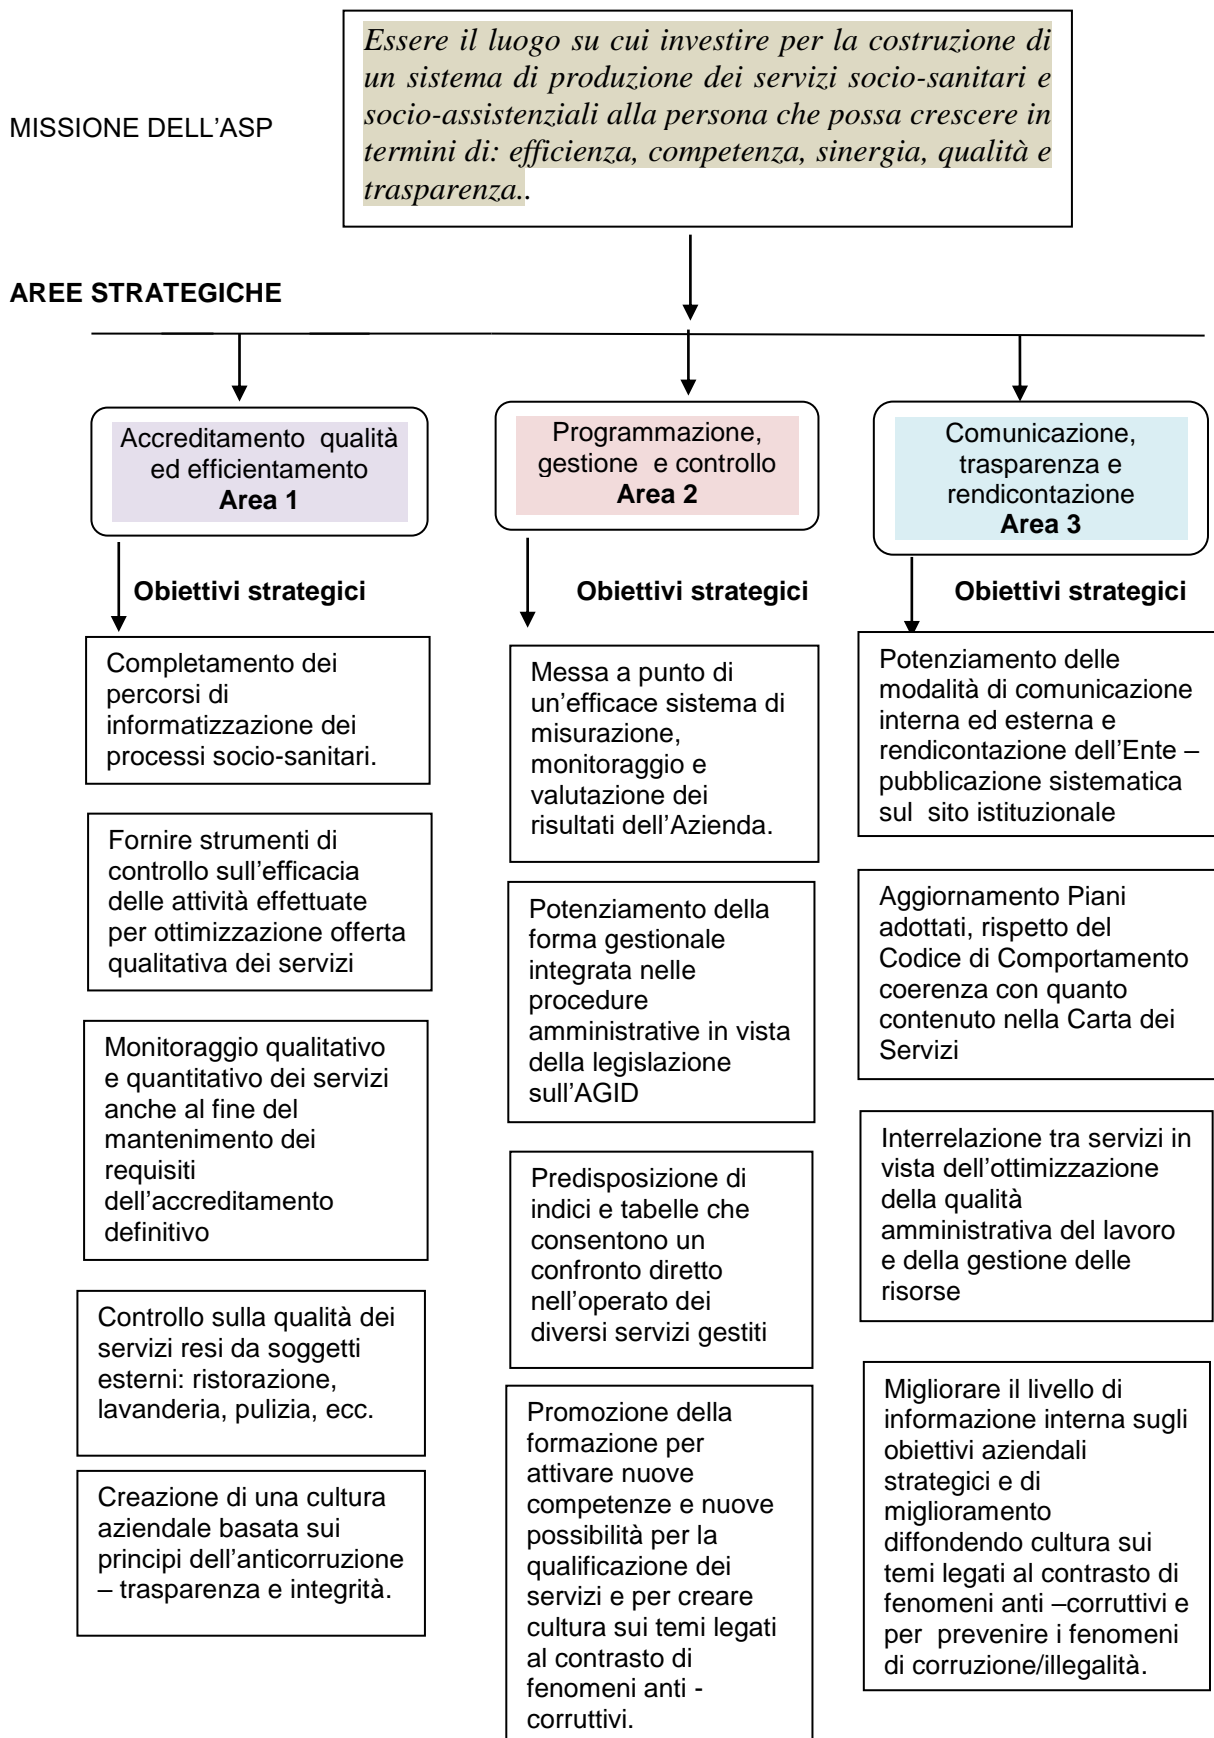 MISSIONE DELL'ASP
Essere il luogo su cui investire per la costruzione di
un sistema di produzione dei servizi socio-sanitari e
socio-assistenziali alla persona che possa crescere in
termini di: efficienza, competenza, sinergia, qualità e
trasparenza..
AREE STRATEGICHE
Accreditamento qualità
ed efficientamento
Area 1
Obiettivi strategici
Completamento dei
percorsi di
informatizzazione dei
processi socio-sanitari.
Fornire strumenti di
controllo sull'efficacia
delle attività effettuate
per ottimizzazione offerta
qualitativa dei servizi
Monitoraggio qualitativo
e quantitativo dei servizi
anche al fine del
mantenimento dei
requisiti
dell'accreditamento
definitivo
Controllo sulla qualità dei
servizi resi da soggetti
esterni: ristorazione,
lavanderia, pulizia, ecc.
Creazione di una cultura
aziendale basata sui
principi dell'anticorruzione
– trasparenza e integrità.
Programmazione,
gestione e controllo
Area 2
Obiettivi strategici
Messa a punto di
un'efficace sistema di
misurazione,
monitoraggio e
valutazione dei
risultati dell'Azienda.
Potenziamento della
forma gestionale
integrata nelle
procedure
amministrative in vista
della legislazione
sull'AGID
Predisposizione di
indici e tabelle che
consentono un
confronto diretto
nell'operato dei
diversi servizi gestiti
Promozione della
formazione per
attivare nuove
competenze e nuove
possibilità per la
qualificazione dei
servizi e per creare
cultura sui temi legati
al contrasto di
fenomeni anti -
corruttivi.
Comunicazione,
trasparenza e
rendicontazione
Area 3
Obiettivi strategici
Potenziamento delle
modalità di comunicazione
interna ed esterna e
rendicontazione dell'Ente –
pubblicazione sistematica
sul sito istituzionale
Aggiornamento Piani
adottati, rispetto del
Codice di Comportamento
coerenza con quanto
contenuto nella Carta dei
Servizi
Interrelazione tra servizi in
vista dell'ottimizzazione
della qualità
amministrativa del lavoro
e della gestione delle
risorse
Migliorare il livello di
informazione interna sugli
obiettivi aziendali
strategici e di
miglioramento
diffondendo cultura sui
temi legati al contrasto di
fenomeni anti –corruttivi e
per prevenire i fenomeni
di corruzione/illegalità.